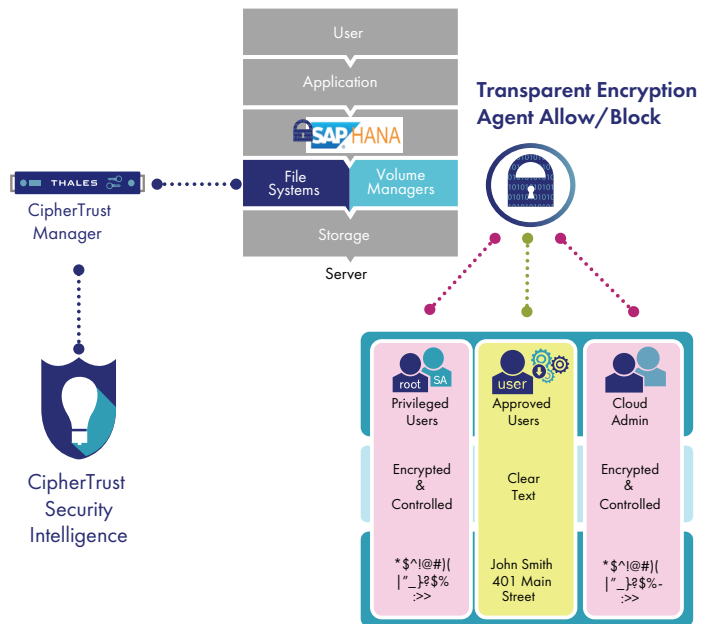 User
Application
SAP HANA
File
Systems
Volume
Managers
Storage
Server
THALES
CipherTrust
Manager
CipherTrust
Security
Intelligence
Transparent Encryption
Agent Allow/Block
root
SA
Privileged
Users
Encrypted
&
Controlled
*$^!@#)(
|"_}?$%
:>>
user
Approved
Users
Clear
Text
John Smith
401 Main
Street
Cloud
Admin
Encrypted
&
Controlled
*$^!@#)(
|"_}?$%-
:>>